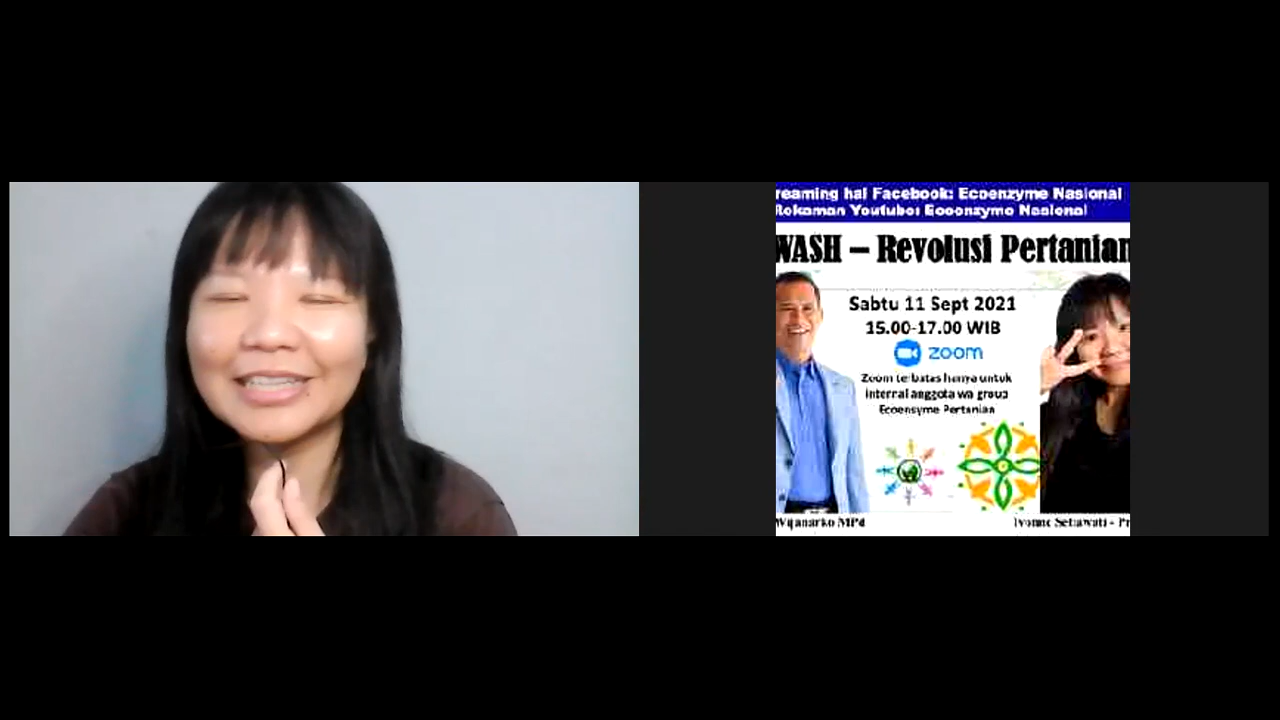 reaming hal Facebook: Ecoenzyme Nasional
Rekaman Youtube: Ecoenzyme Nasional
WASH – Revolusi Pertanian
Sabtu 11 Sept 2021
15.00-17.00 WIB
zoom
Zoom terbatas hanya untuk
internal anggota wa group
Ecoensyme Pertanian
Wijanarko MPd
Ivonne Setiawati - Pr